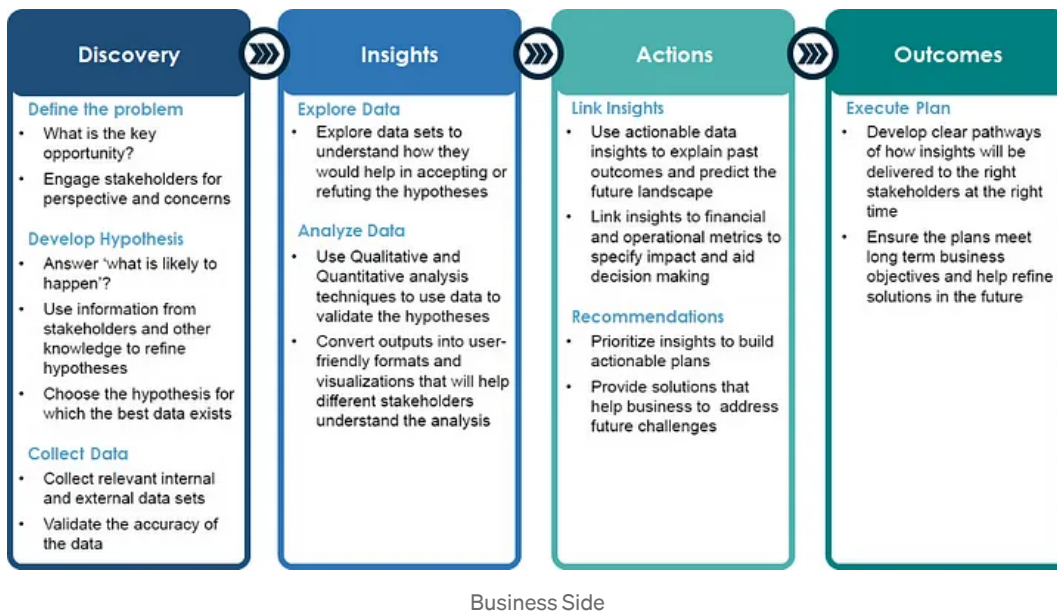 Discovery
Define the problem
• What is the key
opportunity?
• Engage stakeholders for
perspective and concerns
Develop Hypothesis
• Answer ‘what is likely to
happen’?
• Use information from
stakeholders and other
knowledge to refine
hypotheses
• Choose the hypothesis for
which the best data exists
Collect Data
• Collect relevant internal
and external data sets
• Validate the accuracy of
the data
Insights
Explore Data
• Explore data sets to
understand how they
would help in accepting or
refuting the hypotheses
Analyze Data
• Use Qualitative and
Quantitative analysis
techniques to use data to
validate the hypotheses
• Convert outputs into user-
friendly formats and
visualizations that will help
different stakeholders
understand the analysis
Actions
Link Insights
• Use actionable data
insights to explain past
outcomes and predict the
future landscape
• Link insights to financial
and operational metrics to
specify impact and aid
decision making
Recommendations
• Prioritize insights to build
actionable plans
• Provide solutions that
help business to address
future challenges
Outcomes
Execute Plan
• Develop clear pathways
of how insights will be
delivered to the right
stakeholders at the right
time
• Ensure the plans meet
long term business
objectives and help refine
solutions in the future
Business Side